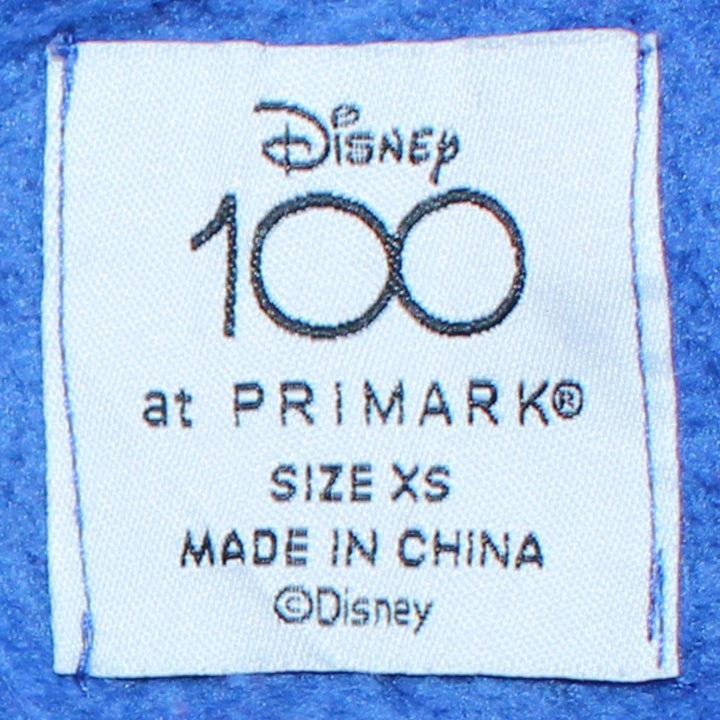 Disney
100
at PRIMARK®
SIZE XS
MADE IN CHINA
©Disney